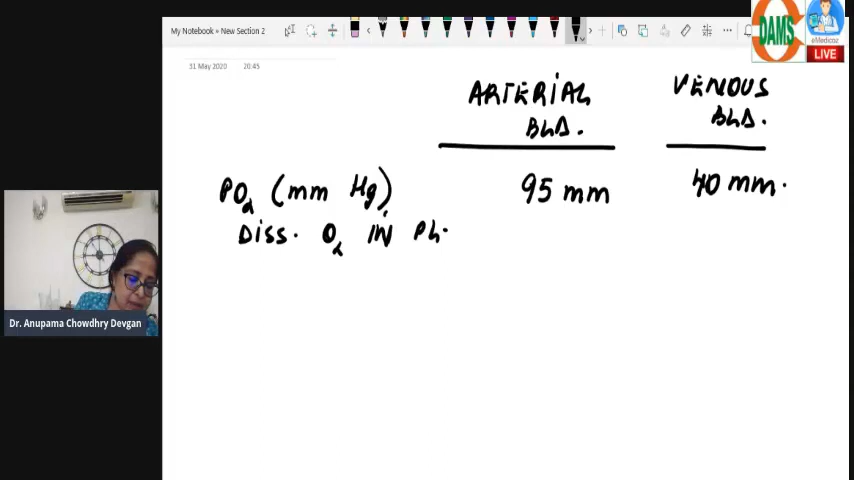 My Notebook » New Section 2
DAMS
eMedicoz
LIVE
31 May 2020 20:45
ARTERIAL BLD.
VENOUS BLD.
PO2 (mm Hg) 95 mm 40 mm.
DISS. O2 IN PL.
Dr. Anupama Chowdhry Devgan